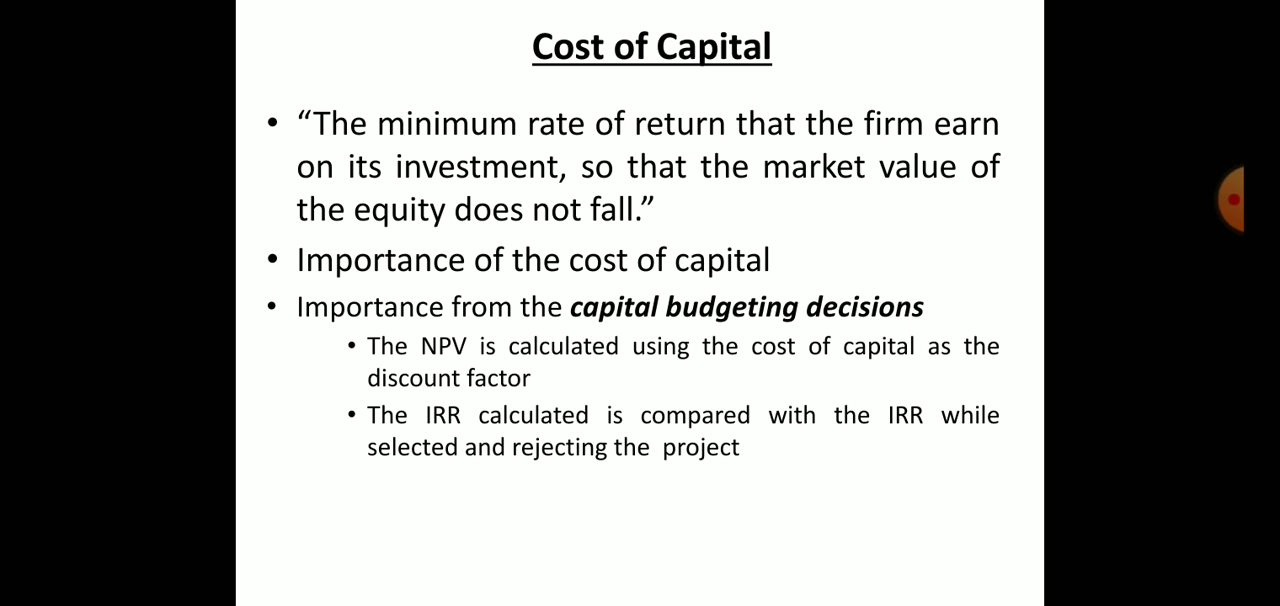 Cost of Capital
• “The minimum rate of return that the firm earn
on its investment, so that the market value of
the equity does not fall.”
• Importance of the cost of capital
• Importance from the capital budgeting decisions
• The NPV is calculated using the cost of capital as the
discount factor
• The IRR calculated is compared with the IRR while
selected and rejecting the project